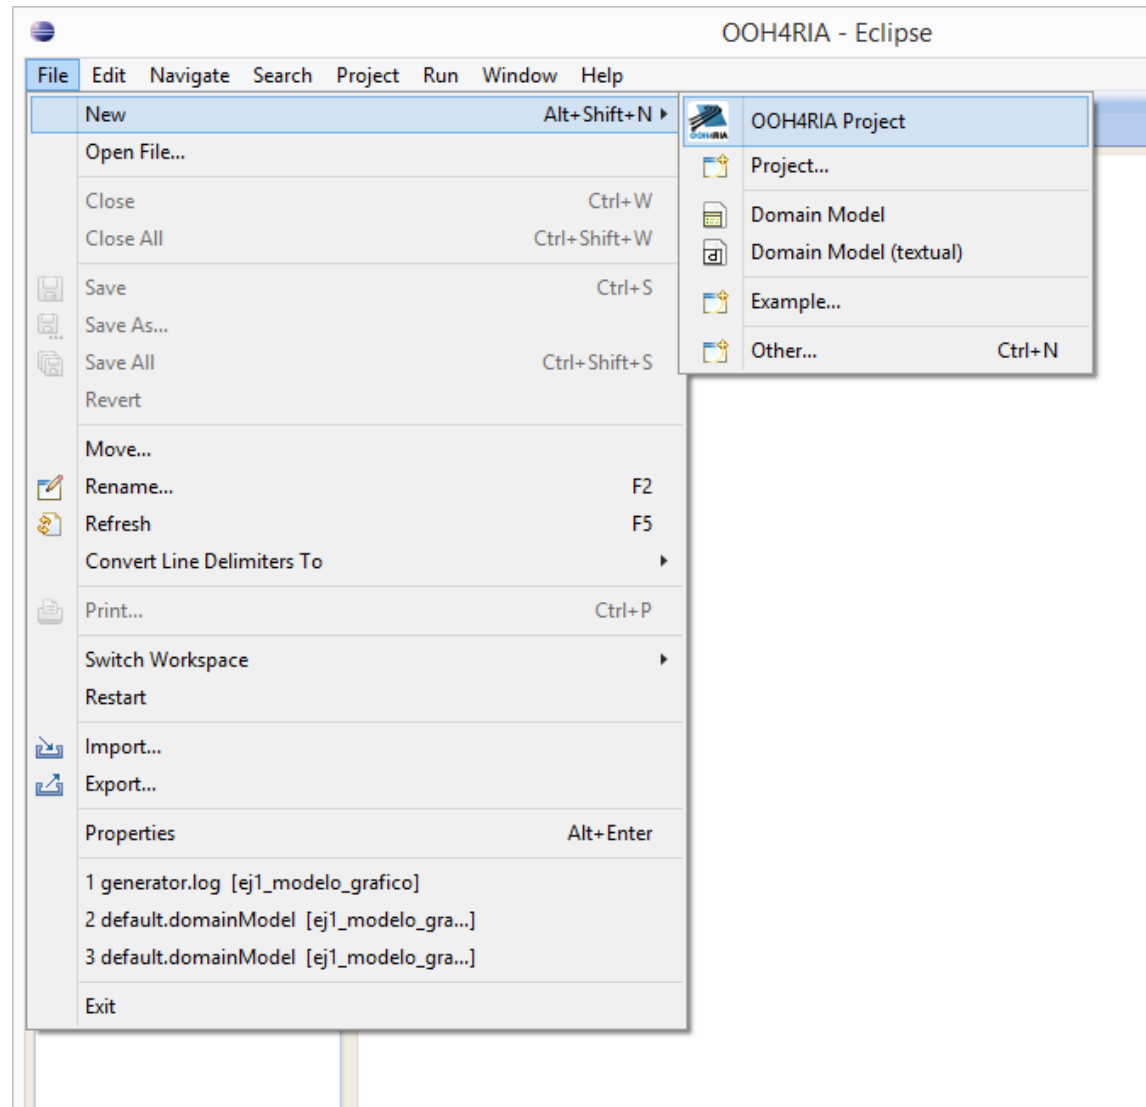 OOH4RIA - Eclipse
File Edit Navigate Search Project Run Window Help
New Alt+Shift+N
Open File...
Close Ctrl+W
Close All Ctrl+Shift+W
Save Ctrl+S
Save As...
Save All Ctrl+Shift+S
Revert
Move...
Rename... F2
Refresh F5
Convert Line Delimiters To
Print... Ctrl+P
Switch Workspace
Restart
Import...
Export...
Properties Alt+Enter
1 generator.log [ej1_modelo_grafico]
2 default.domainModel [ej1_modelo_gra...]
3 default.domainModel [ej1_modelo_gra...]
Exit
OOH4RIA
OOH4RIA Project
Project...
Domain Model
d
Domain Model (textual)
Example...
Other... Ctrl+N